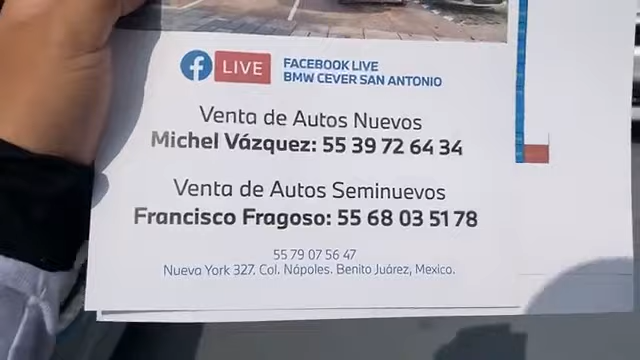 f LIVE FACEBOOK LIVE
BMW CEVER SAN ANTONIO
Venta de Autos Nuevos
Michel Vázquez: 55 39 72 64 34
Venta de Autos Seminuevos
Francisco Fragoso: 55 68 03 51 78
55 79 07 56 47
Nueva York 327, Col. Nápoles. Benito Juárez, Mexico.